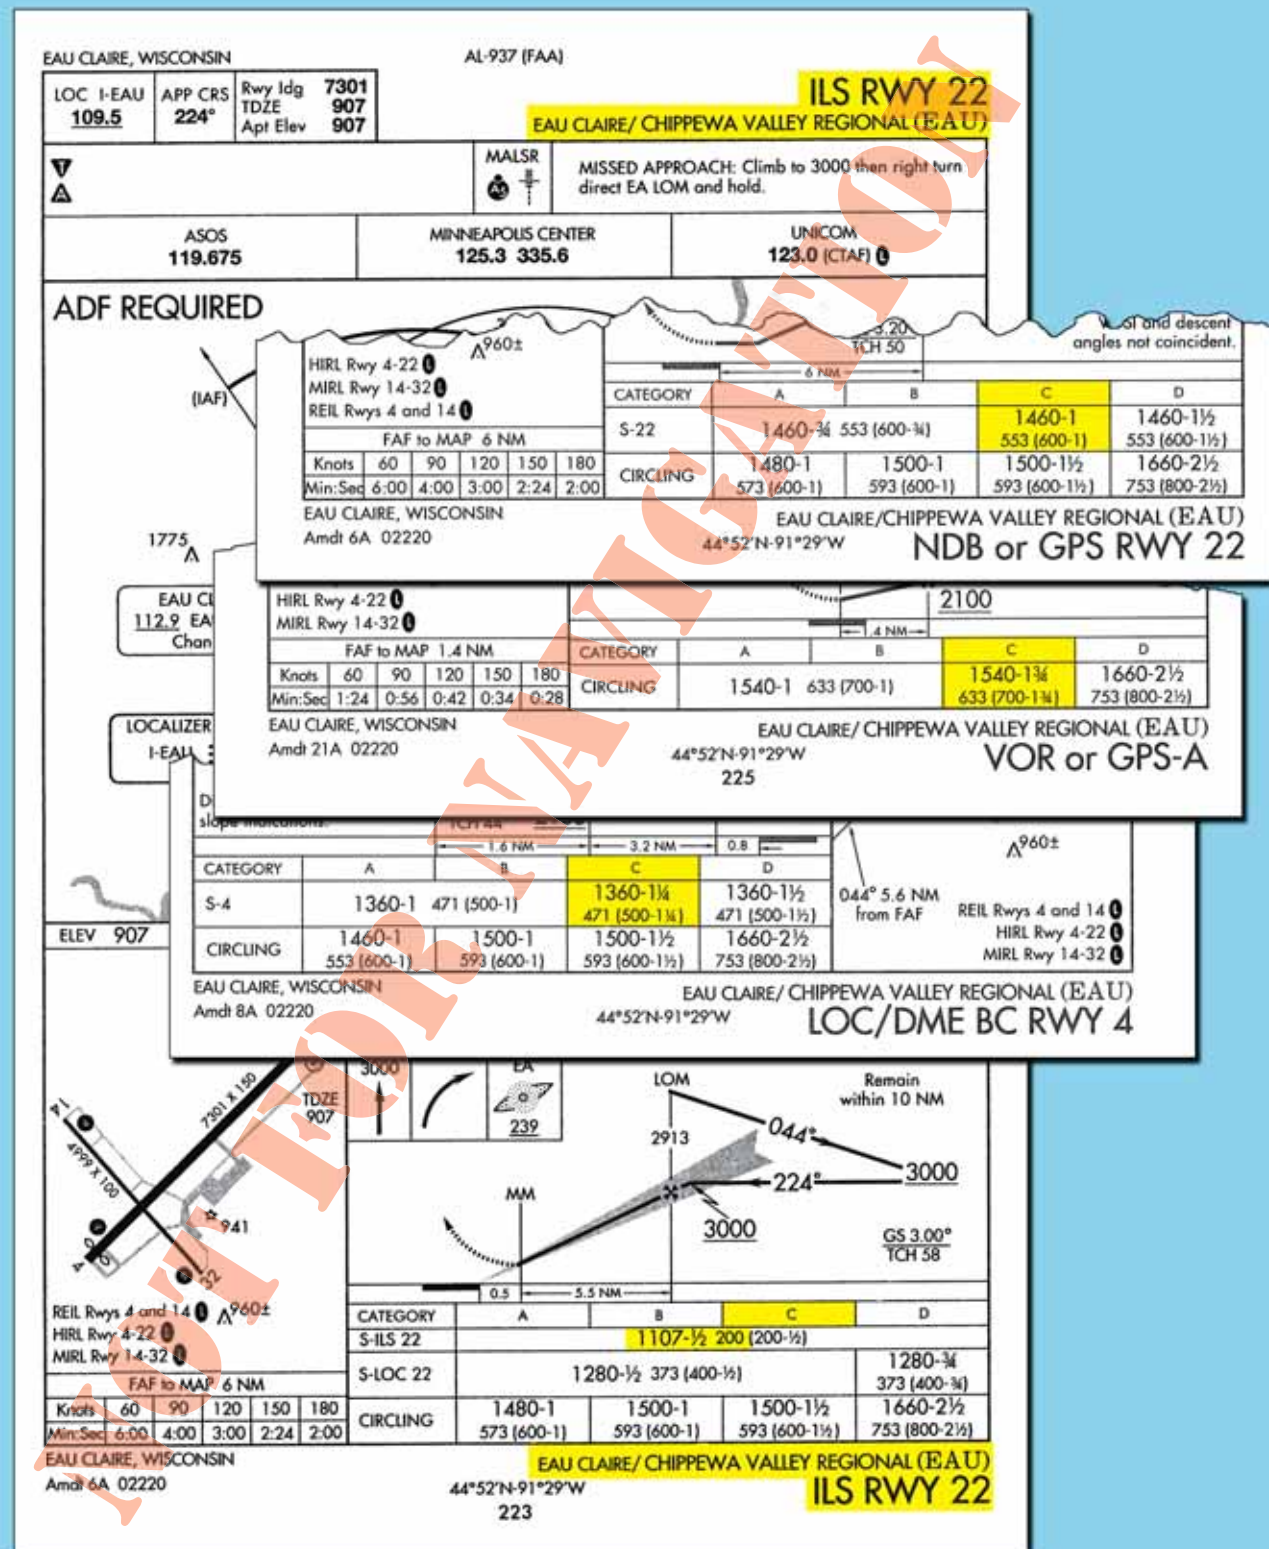 EAU CLAIRE, WISCONSIN
AL-937 (FAA)
LOC I-EAU
109.5
APP CRS
224°
Rwy Idg 7301
TDZE 907
Apt Elev 907
ILS RWY 22
EAU CLAIRE/ CHIPPEWA VALLEY REGIONAL (EAU)
T
A
MALSR
MISSED APPROACH: Climb to 3000 then right turn
direct EA LOM and hold.
ASOS
119.675
MINNEAPOLIS CENTER
125.3 335.6
UNICOM
123.0 (CTAF) L
ADF REQUIRED
(IAF)
1775
EAU CL
112.9 EA
Chan
LOCALIZER
I-EAU
960±
HIRL Rwy 4-22 L
MIRL Rwy 14-32 L
REIL Rwys 4 and 14 L
3.20
TCH 50
and descent
angles not coincident.
6 NM
CATEGORY A B C D
S-22 1460-¾ 553 (600-¾) 1460-1 553 (600-1) 1460-1½ 553 (600-1½)
CIRCLING 1480-1 573 (600-1) 1500-1 593 (600-1) 1500-1½ 593 (600-1½) 1660-2½ 753 (800-2½)
FAF to MAP 6 NM
Knots 60 90 120 150 180
Min:Sec 6:00 4:00 3:00 2:24 2:00
EAU CLAIRE, WISCONSIN
Amdt 6A 02220
44°52'N-91°29'W
EAU CLAIRE/CHIPPEWA VALLEY REGIONAL (EAU)
NDB or GPS RWY 22
HIRL Rwy 4-22 L
MIRL Rwy 14-32 L
2100
1.4 NM
FAF to MAP 1.4 NM
Knots 60 90 120 150 180
Min:Sec 1:24 0:56 0:42 0:34 0:28
CATEGORY A B C D
CIRCLING 1540-1 633 (700-1) 1540-1¾ 633 (700-1¾) 1660-2½ 753 (800-2½)
EAU CLAIRE, WISCONSIN
Amdt 21A 02220
44°52'N-91°29'W
225
EAU CLAIRE/ CHIPPEWA VALLEY REGIONAL (EAU)
VOR or GPS-A
slope indications.
TCH 44
1.6 NM 3.2 NM 0.8
CATEGORY A B C D
S-4 1360-1 471 (500-1) 1360-1¼ 471 (500-1¼) 1360-1½ 471 (500-1½)
CIRCLING 1460-1 553 (600-1) 1500-1 593 (600-1) 1500-1½ 593 (600-1½) 1660-2½ 753 (800-2½)
960±
044° 5.6 NM
from FAF
REIL Rwys 4 and 14 L
HIRL Rwy 4-22 L
MIRL Rwy 14-32 L
EAU CLAIRE, WISCONSIN
Amdt 8A 02220
44°52'N-91°29'W
EAU CLAIRE/ CHIPPEWA VALLEY REGIONAL (EAU)
LOC/DME BC RWY 4
ELEV 907
7301 X 150
4999 X 100
TDZE
907
14
4
32
941
960±
REIL Rwys 4 and 14 L
HIRL Rwy 4-22 L
MIRL Rwy 14-32 L
3000
EA
239
LOM
Remain
within 10 NM
2913
044°
3000
224°
MM
3000
GS 3.00°
TCH 58
0.5 5.5 NM
CATEGORY A B C D
S-ILS 22 1107-½ 200 (200-½)
S-LOC 22 1280-½ 373 (400-½) 1280-¾ 373 (400-¾)
CIRCLING 1480-1 573 (600-1) 1500-1 593 (600-1) 1500-1½ 593 (600-1½) 1660-2½ 753 (800-2½)
FAF to MAP 6 NM
Knots 60 90 120 150 180
Min:Sec 6:00 4:00 3:00 2:24 2:00
EAU CLAIRE, WISCONSIN
Amdt 6A 02220
44°52'N-91°29'W
223
EAU CLAIRE/ CHIPPEWA VALLEY REGIONAL (EAU)
ILS RWY 22
NOT FOR NAVIGATION